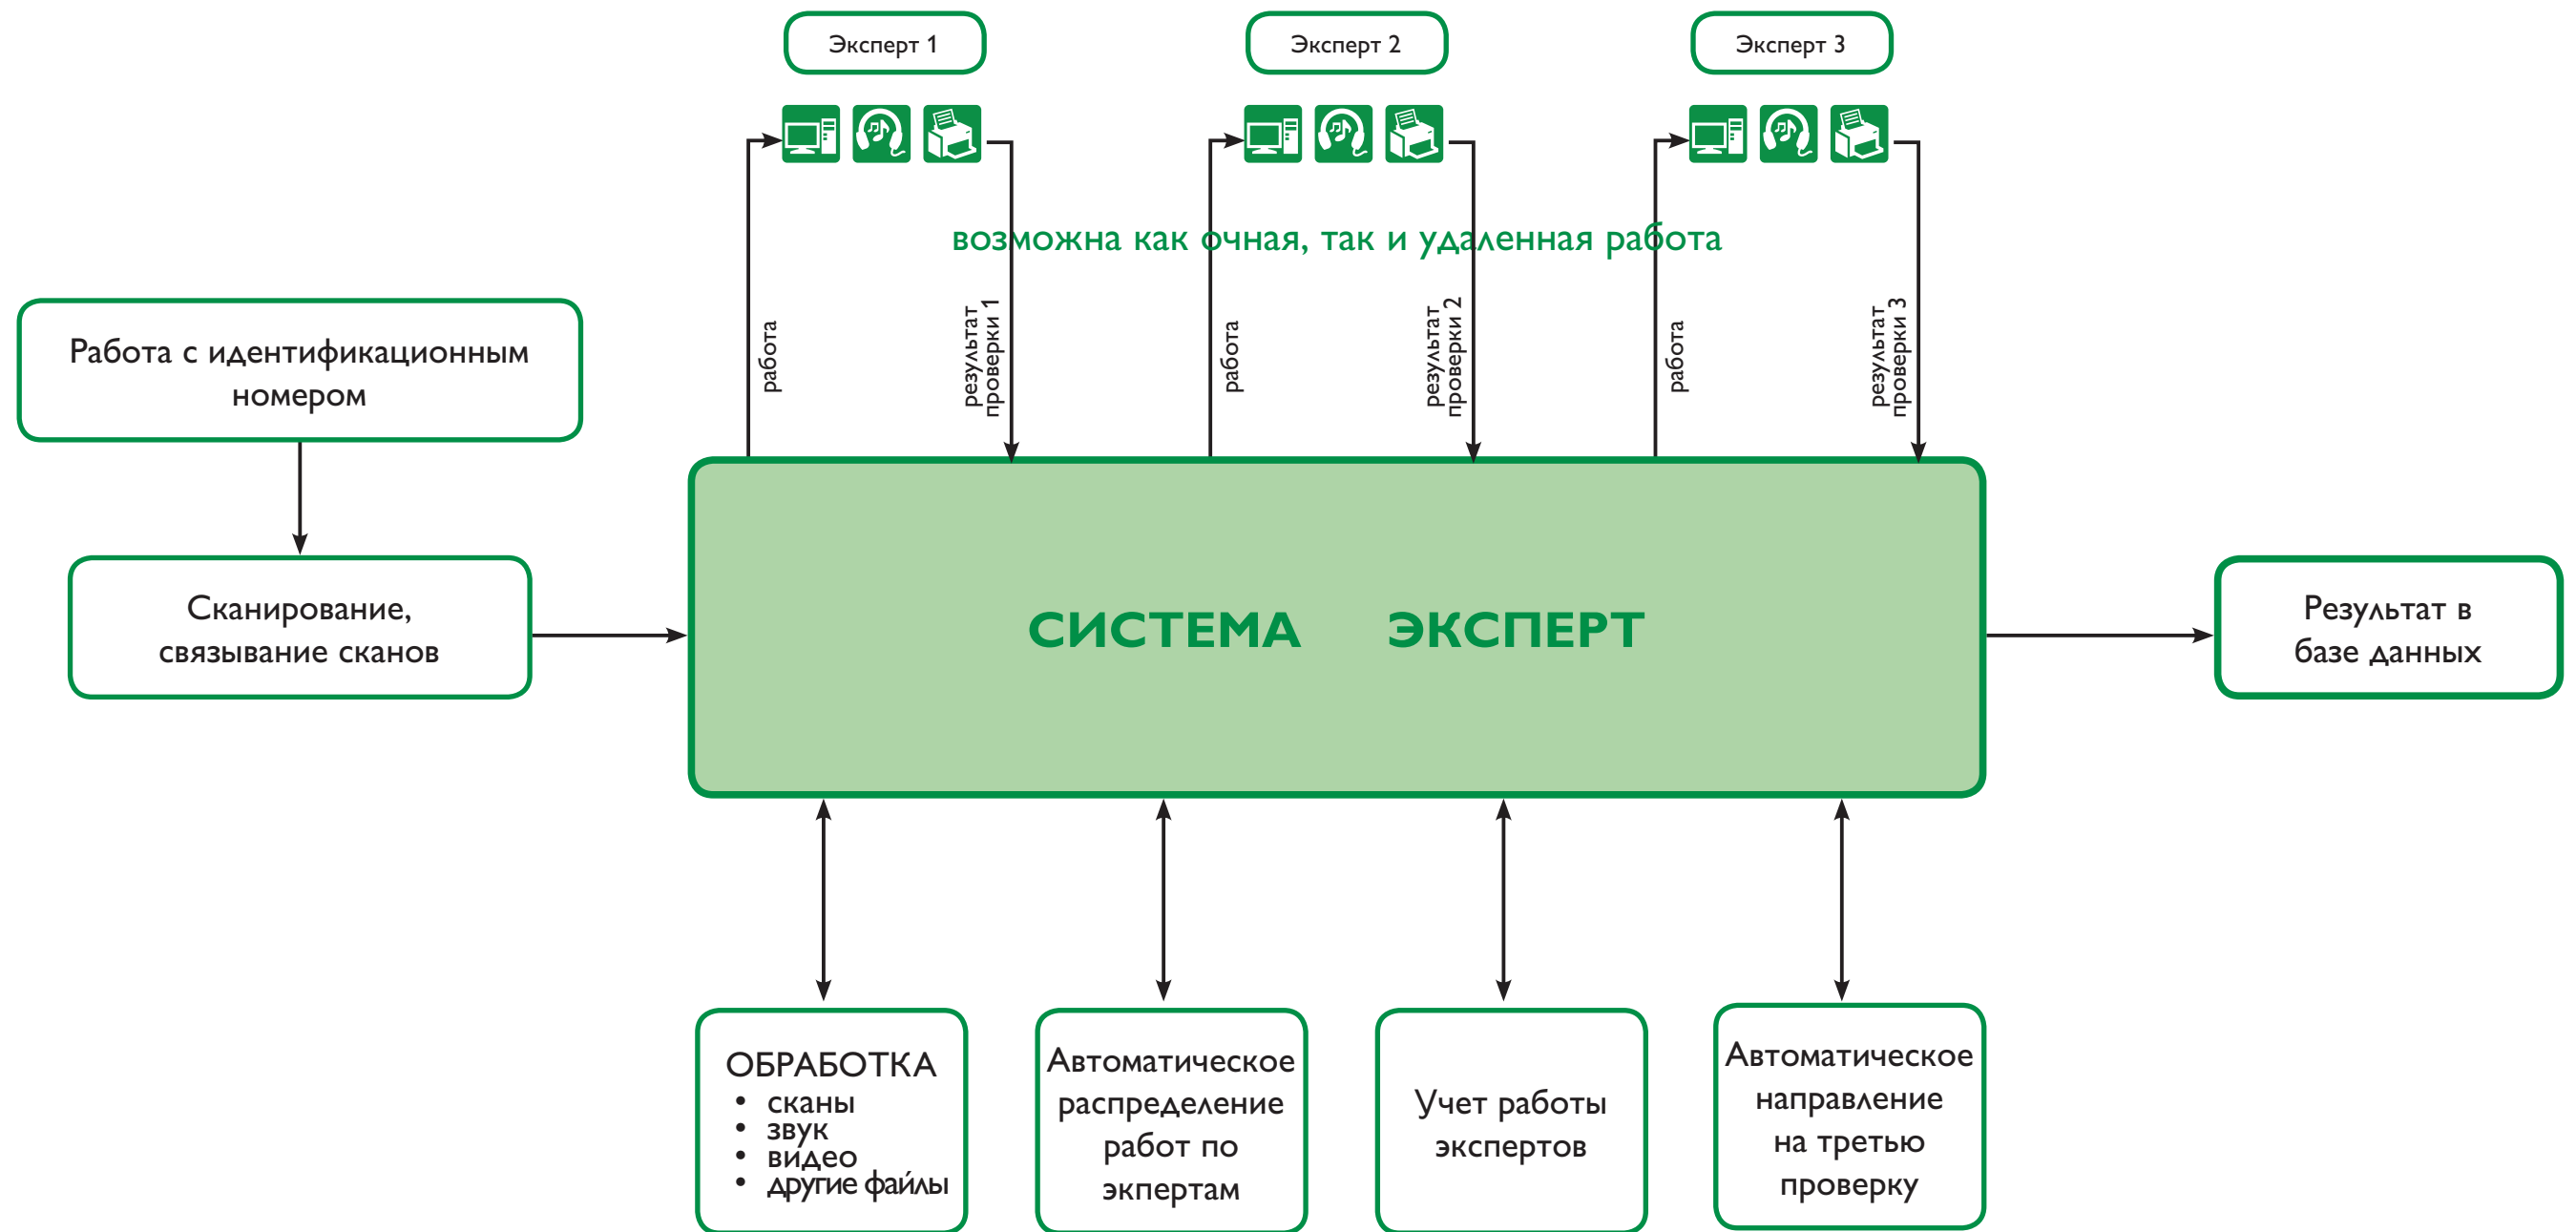 Эксперт 1
Эксперт 2
Эксперт 3
возможна как очная, так и удаленная работа
работа
результат
проверки 1
работа
результат
проверки 2
работа
результат
проверки 3
Работа с идентификационным
номером
Сканирование,
связывание сканов
СИСТЕМА ЭКСПЕРТ
Результат в
базе данных
ОБРАБОТКА
• сканы
• звук
• видео
• другие файлы
Автоматическое
распределение
работ по
экпертам
Учет работы
экспертов
Автоматическое
направление
на третью
проверку